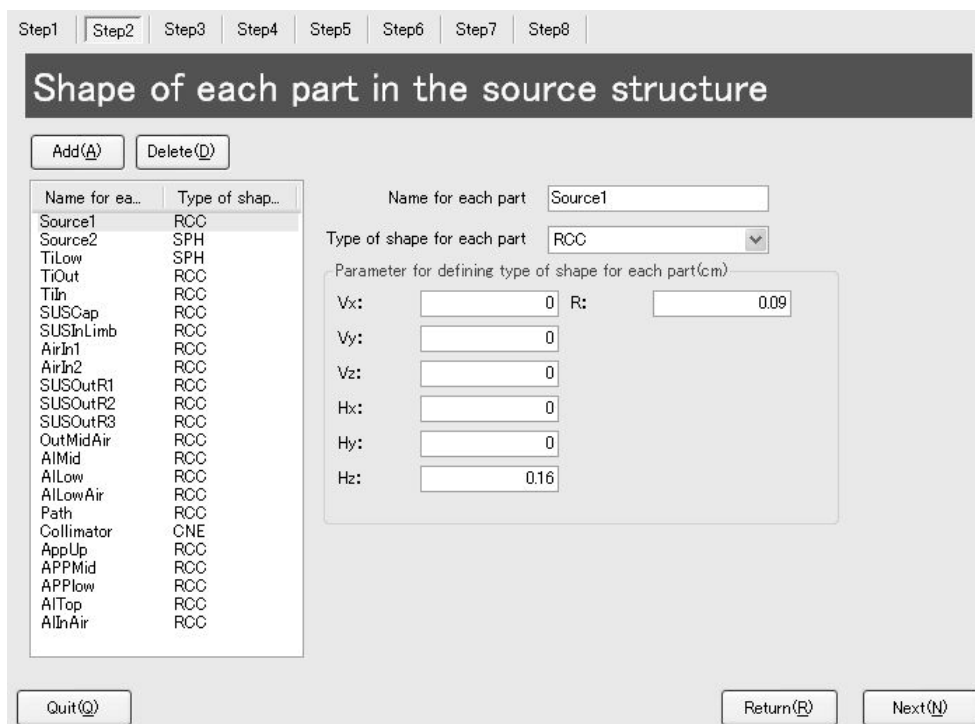 Step1 Step2 Step3 Step4 Step5 Step6 Step7 Step8
Shape of each part in the source structure
Add(A) Delete(D)
Name for ea... Type of shap...
Source1 RCC
Source2 SPH
TiLow SPH
TiOut RCC
TiIn RCC
SUSCap RCC
SUSInLimb RCC
AirIn1 RCC
AirIn2 RCC
SUSOutR1 RCC
SUSOutR2 RCC
SUSOutR3 RCC
OutMidAir RCC
AlMid RCC
AlLow RCC
AlLowAir RCC
Path RCC
Collimator CNE
AppUp RCC
APPMid RCC
APPlow RCC
AlTop RCC
AlInAir RCC
Name for each part Source1
Type of shape for each part RCC
Parameter for defining type of shape for each part(cm)
Vx: 0 R: 0.09
Vy: 0
Vz: 0
Hx: 0
Hy: 0
Hz: 0.16
Quit(Q) Return(R) Next(N)